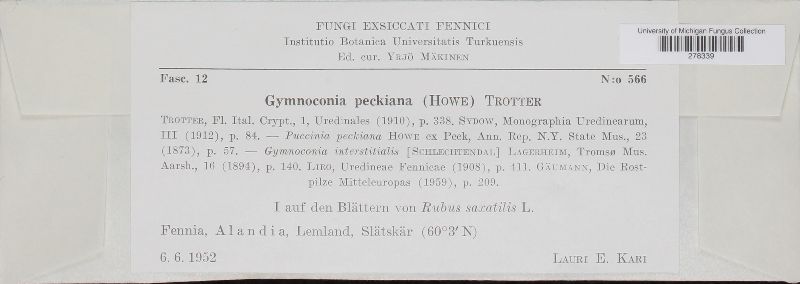 FUNGI EXSICCATI FENNICI
Institutio Botanica Universitatis Turkuensis
Ed. cur. YRJÖ MÄKINEN
University of Michigan Fungus Collection
278339
Fasc. 12 N:o 566
Gymnoconia peckiana (HOWE) TROTTER
TROTTER, Fl. Ital. Crypt., 1, Uredinales (1910), p. 338. SYDOW, Monographia Uredinearum,
III (1912), p. 84. — Puccinia peckiana HOWE ex Peck, Ann. Rep. N.Y. State Mus., 23
(1873), p. 57. — Gymnoconia interstitialis [SCHLECHTENDAL] LAGERHEIM, Tromsø Mus.
Aarsh., 16 (1894), p. 140. LIRO, Uredineae Fennicae (1908), p. 411. GÄUMANN, Die Rost-
pilze Mitteleuropas (1959), p. 209.
I auf den Blättern von Rubus saxatilis L.
Fennia, Alandia, Lemland, Slätskär (60°3′ N)
6. 6. 1952 LAURI E. KARI